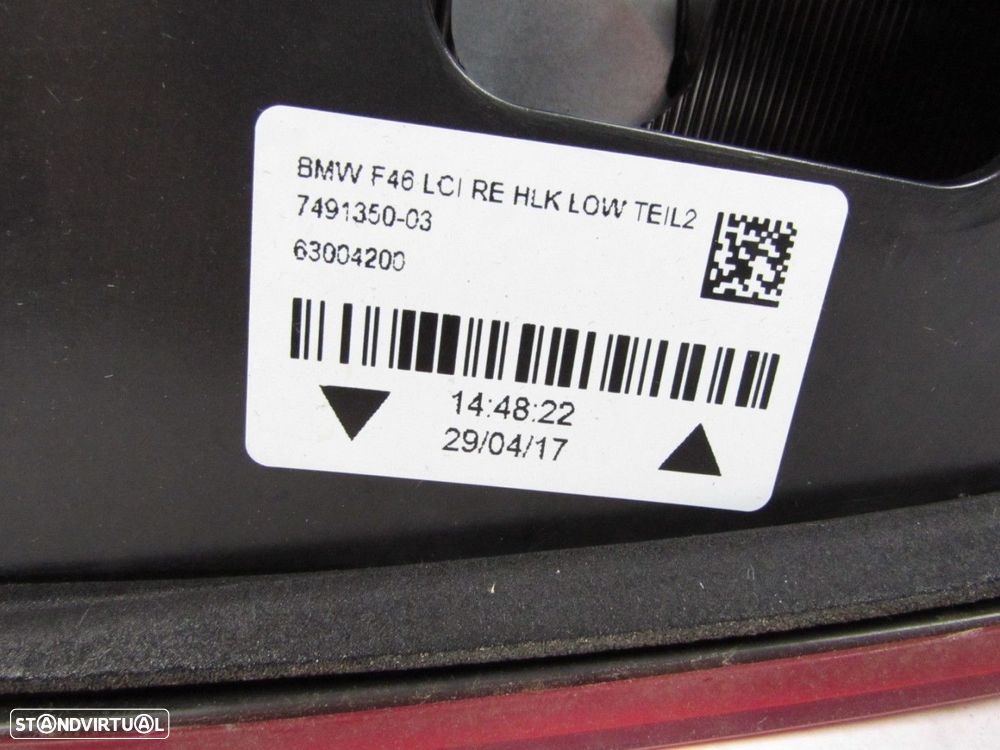 BMW F46 LCI RE HLK LOW TEIL2
7491350-03
63004200
14:48:22
29/04/17
STANDVIRTUAL